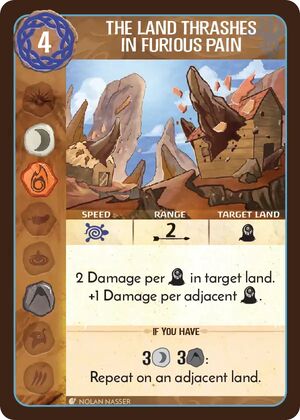 4
THE LAND THRASHES
IN FURIOUS PAIN
SPEED
RANGE
TARGET LAND
2
2 Damage per in target land.
+1 Damage per adjacent .
IF YOU HAVE
3 3 :
Repeat on an adjacent land.
NOLAN NASSER